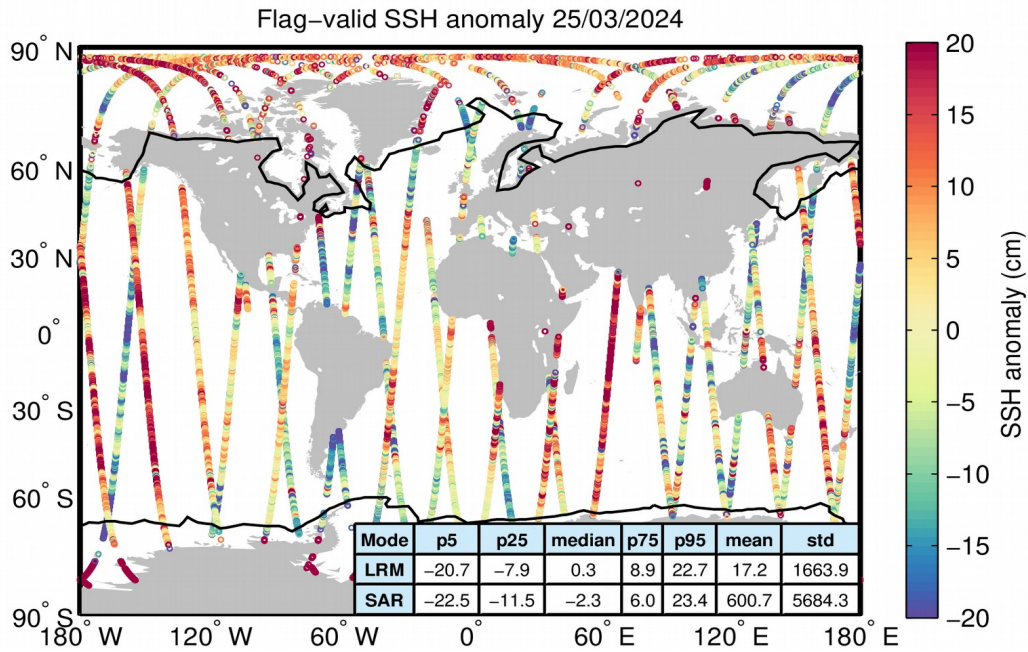 Flag−valid SSH anomaly 25/03/2024
90° N
60° N
30° N
0°
30° S
60° S
90° S
180° W
120° W
60° W
0°
60° E
120° E
180° E
Mode p5 p25 median p75 p95 mean std
LRM −20.7 −7.9 0.3 8.9 22.7 17.2 1663.9
SAR −22.5 −11.5 −2.3 6.0 23.4 600.7 5684.3
20
15
10
5
0
−5
−10
−15
−20
SSH anomaly (cm)